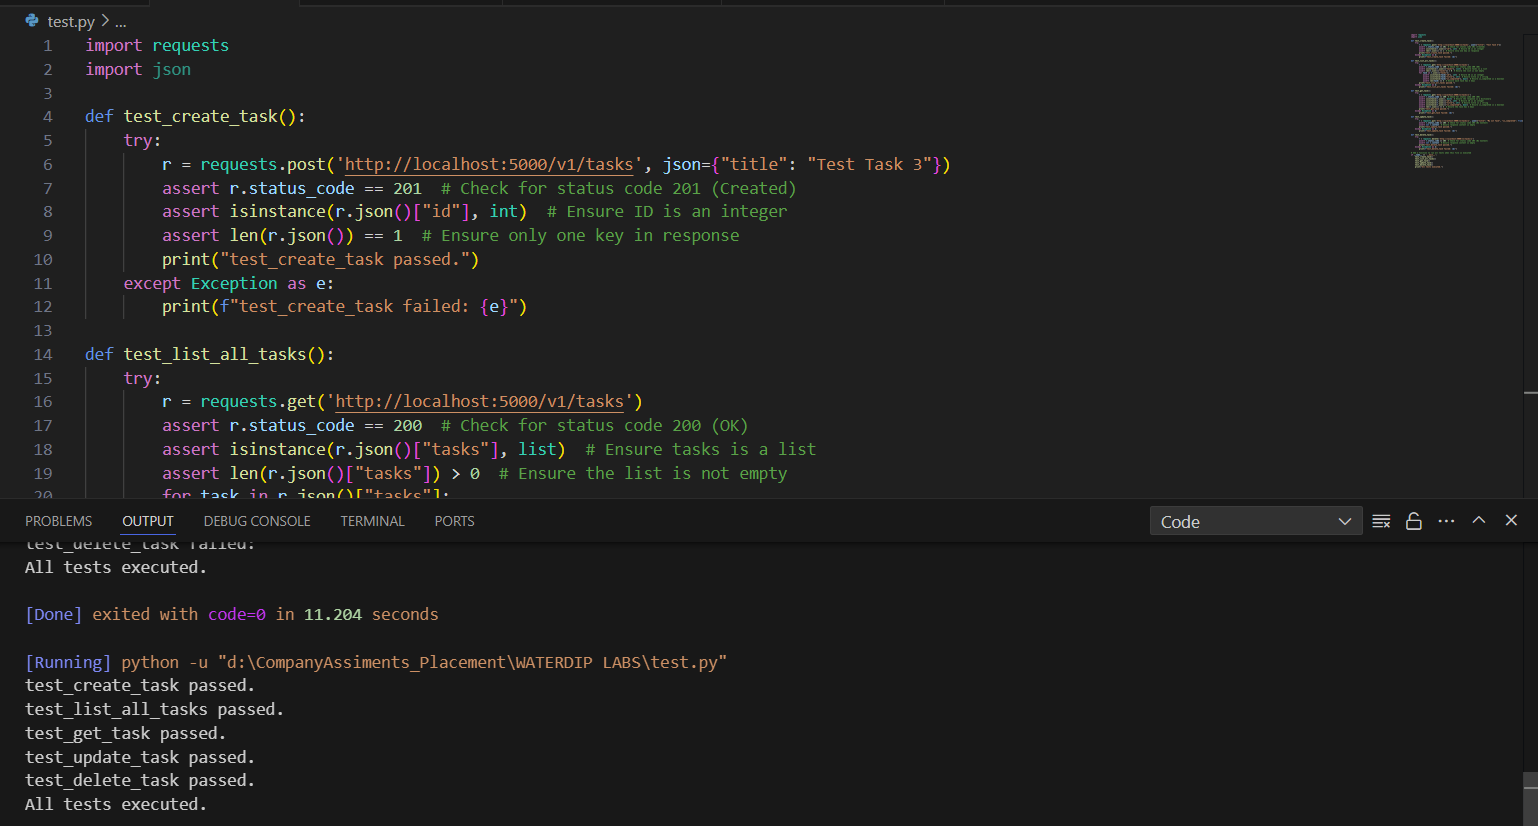 test.py > ...
1 import requests
2 import json
3
4 def test_create_task():
5 try:
6 r = requests.post('http://localhost:5000/v1/tasks', json={"title": "Test Task 3"})
7 assert r.status_code == 201 # Check for status code 201 (Created)
8 assert isinstance(r.json()["id"], int) # Ensure ID is an integer
9 assert len(r.json()) == 1 # Ensure only one key in response
10 print("test_create_task passed.")
11 except Exception as e:
12 print(f"test_create_task failed: {e}")
13
14 def test_list_all_tasks():
15 try:
16 r = requests.get('http://localhost:5000/v1/tasks')
17 assert r.status_code == 200 # Check for status code 200 (OK)
18 assert isinstance(r.json()["tasks"], list) # Ensure tasks is a list
19 assert len(r.json()["tasks"]) > 0 # Ensure the list is not empty
20 for task in r.json()["tasks"]:
PROBLEMS OUTPUT DEBUG CONSOLE TERMINAL PORTS Code
test_delete_task failed:
All tests executed.
[Done] exited with code=0 in 11.204 seconds
[Running] python -u "d:\CompanyAssiments_Placement\WATERDIP LABS\test.py"
test_create_task passed.
test_list_all_tasks passed.
test_get_task passed.
test_update_task passed.
test_delete_task passed.
All tests executed.